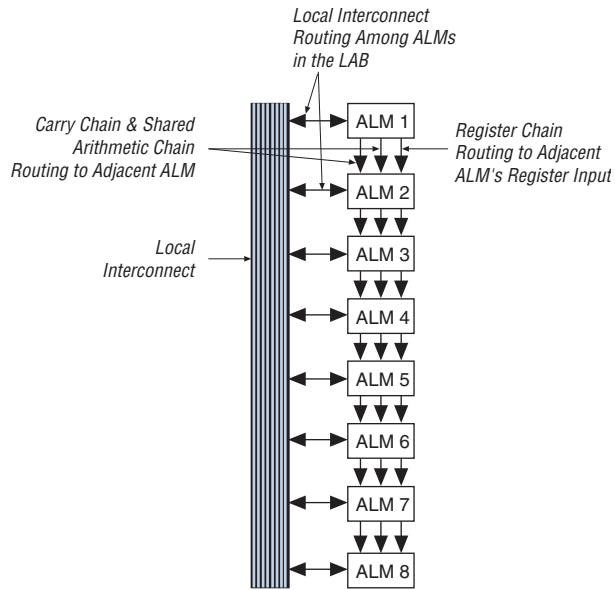 Local Interconnect
Routing Among ALMs
in the LAB
Carry Chain & Shared
Arithmetic Chain
Routing to Adjacent ALM
Register Chain
Routing to Adjacent
ALM's Register Input
Local
Interconnect
ALM 1
ALM 2
ALM 3
ALM 4
ALM 5
ALM 6
ALM 7
ALM 8